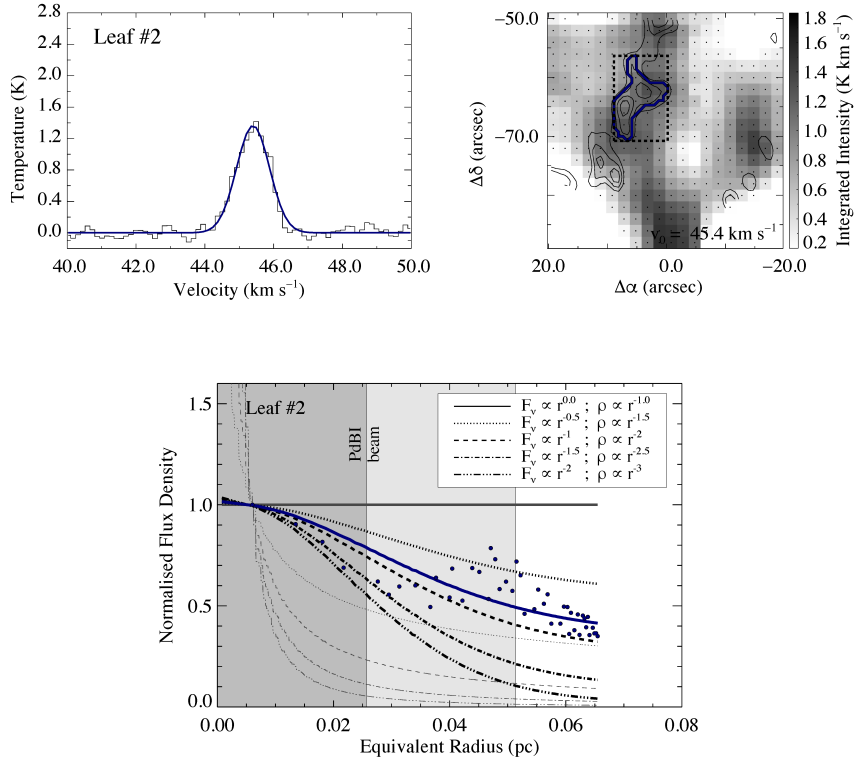 Leaf #2
Temperature (K)
2.8
2.4
2.0
1.6
1.2
0.8
0.4
0.0
40.0 42.0 44.0 46.0 48.0 50.0
Velocity (km s⁻¹)
Δδ (arcsec)
−50.0
−70.0
v₀ = 45.4 km s⁻¹
20.0 0.0 −20.0
Δα (arcsec)
1.8
1.6
1.4
1.2
1.0
0.8
0.6
0.4
0.2
Integrated Intensity (K km s⁻¹)
Leaf #2
PdBI
beam
Fᵥ ∝ r^0.0 ; ρ ∝ r^-1.0
Fᵥ ∝ r^-0.5 ; ρ ∝ r^-1.5
Fᵥ ∝ r^-1 ; ρ ∝ r^-2
Fᵥ ∝ r^-1.5 ; ρ ∝ r^-2.5
Fᵥ ∝ r^-2 ; ρ ∝ r^-3
Normalised Flux Density
1.5
1.0
0.5
0.0
0.00 0.02 0.04 0.06 0.08
Equivalent Radius (pc)